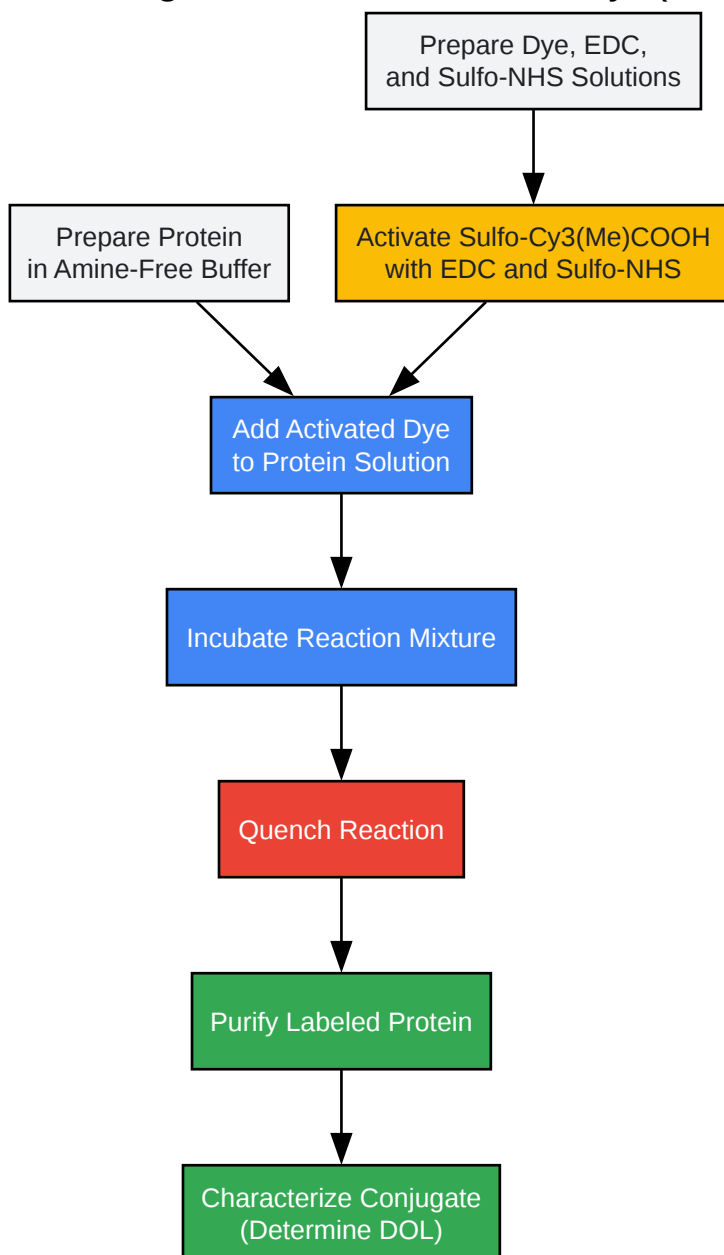 Prepare Dye, EDC,
and Sulfo-NHS Solutions
Prepare Protein
in Amine-Free Buffer
Activate Sulfo-Cy3(Me)COOH
with EDC and Sulfo-NHS
Add Activated Dye
to Protein Solution
Incubate Reaction Mixture
Quench Reaction
Purify Labeled Protein
Characterize Conjugate
(Determine DOL)